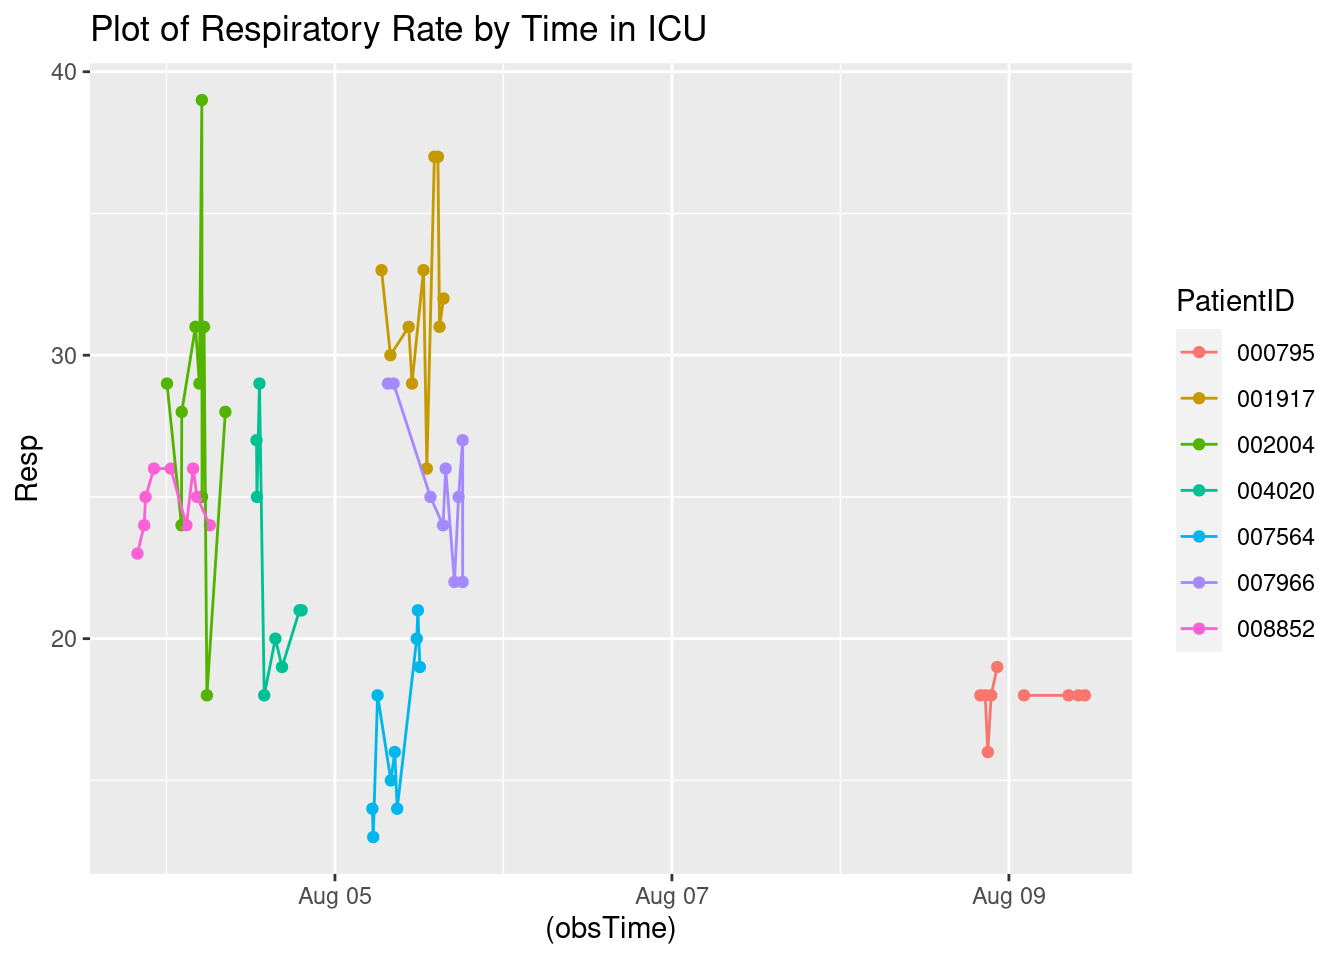 Plot of Respiratory Rate by Time in ICU
40
30
20
Resp
Aug 05
Aug 07
Aug 09
(obsTime)
PatientID
000795
001917
002004
004020
007564
007966
008852